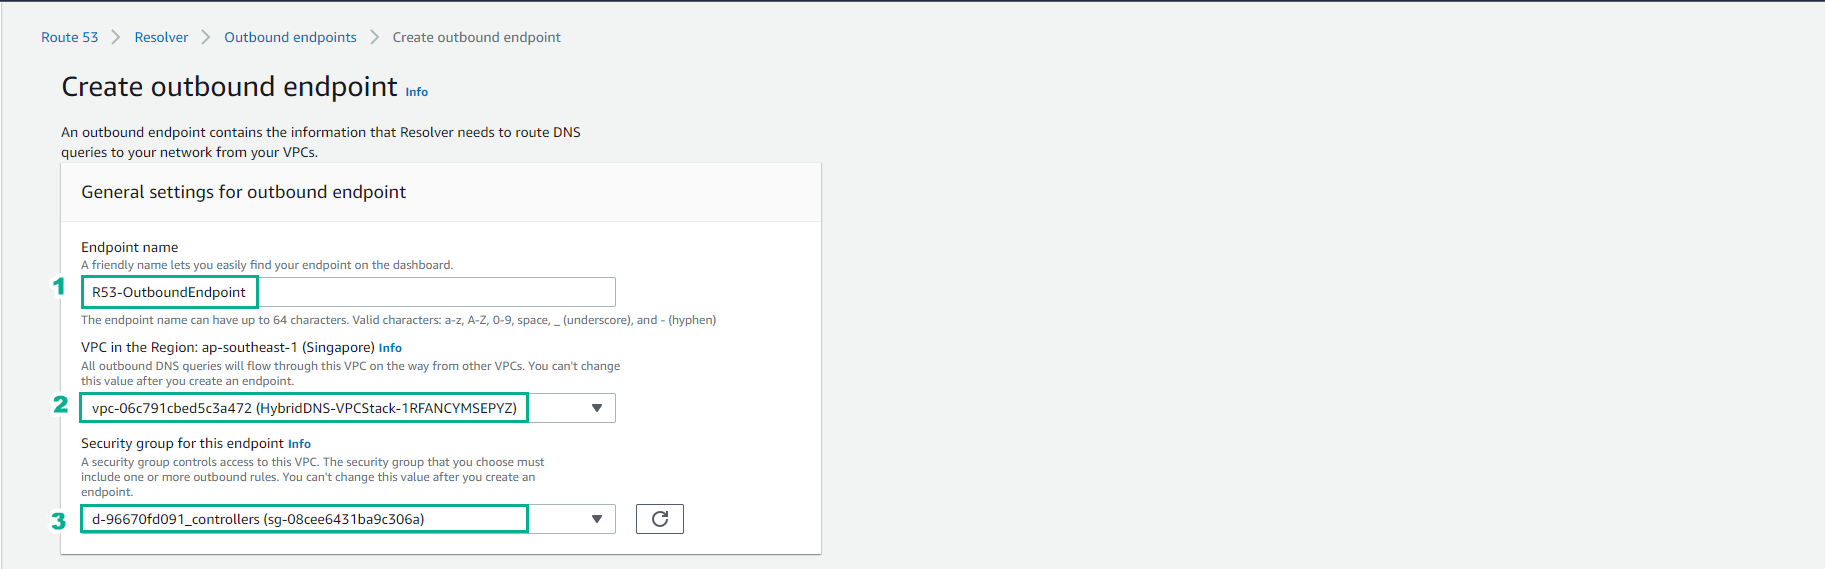 Route 53 > Resolver > Outbound endpoints > Create outbound endpoint
Create outbound endpoint Info
An outbound endpoint contains the information that Resolver needs to route DNS
queries to your network from your VPCs.
General settings for outbound endpoint
Endpoint name
A friendly name lets you easily find your endpoint on the dashboard.
1 R53-OutboundEndpoint
The endpoint name can have up to 64 characters. Valid characters: a-z, A-Z, 0-9, space, _ (underscore), and - (hyphen)
VPC in the Region: ap-southeast-1 (Singapore) Info
All outbound DNS queries will flow through this VPC on the way from other VPCs. You can't change
this value after you create an endpoint.
2 vpc-06c791cbed5c3a472 (HybridDNS-VPCStack-1RFANCYMSEPYZ)
Security group for this endpoint Info
A security group controls access to this VPC. The security group that you choose must
include one or more outbound rules. You can't change this value after you create an
endpoint.
3 d-96670fd091_controllers (sg-08cee6431ba9c306a)